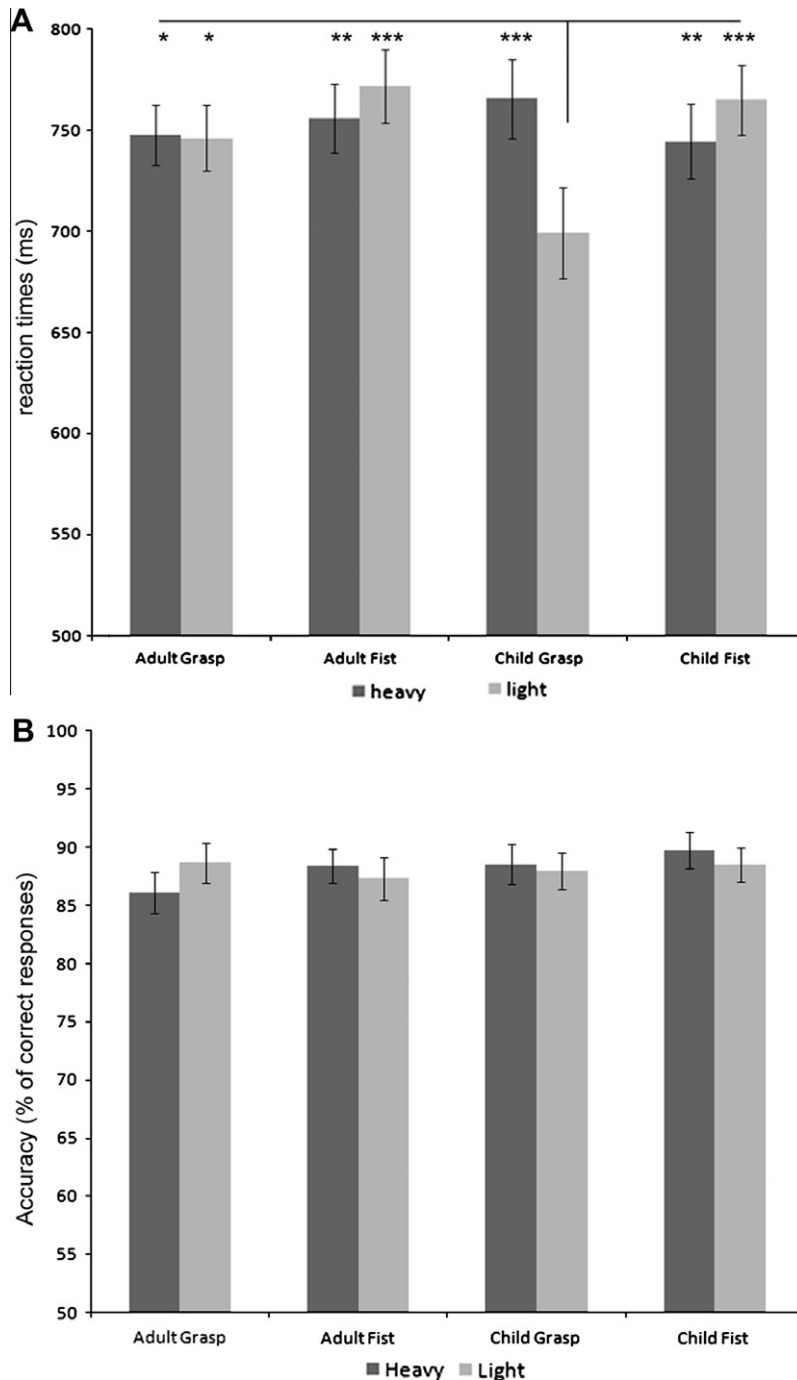 A
800
* * ** *** *** ** ***
750
700
650
600
550
500
reaction times (ms)
Adult Grasp Adult Fist Child Grasp Child Fist
heavy light
B
100
95
90
85
80
75
70
65
60
55
50
Accuracy (% of correct responses)
Adult Grasp Adult Fist Child Grasp Child Fist
Heavy Light